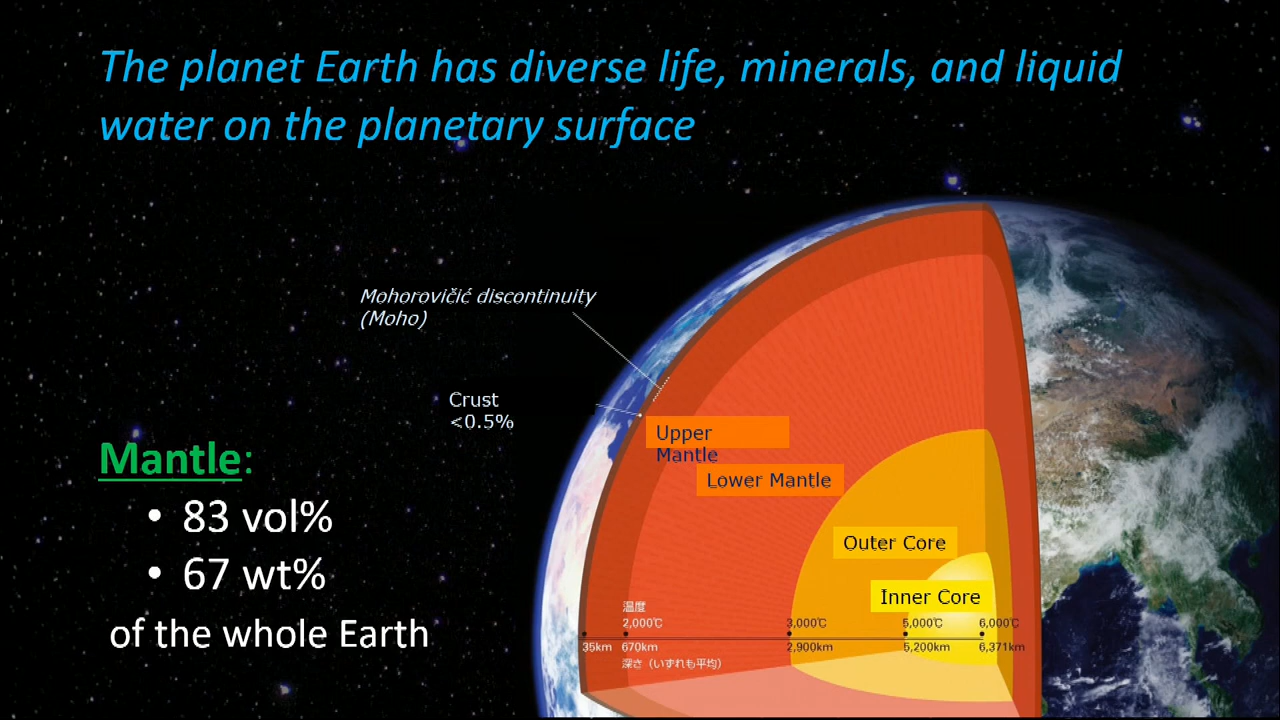 The planet Earth has diverse life, minerals, and liquid
water on the planetary surface
Mohorovičić discontinuity
(Moho)
Crust
<0.5%
Upper
Mantle
Lower Mantle
Outer Core
Inner Core
Mantle:
• 83 vol%
• 67 wt%
of the whole Earth
温度
2,000℃ 3,000℃ 5,000℃ 6,000℃
35km 670km 2,900km 5,200km 6,371km
深さ（いずれも平均）